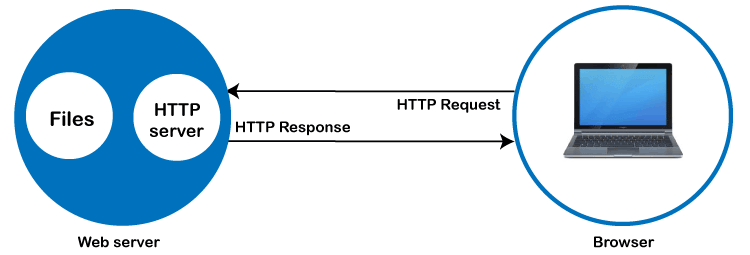 Files
HTTP
server
HTTP Request
HTTP Response
Web server
Browser